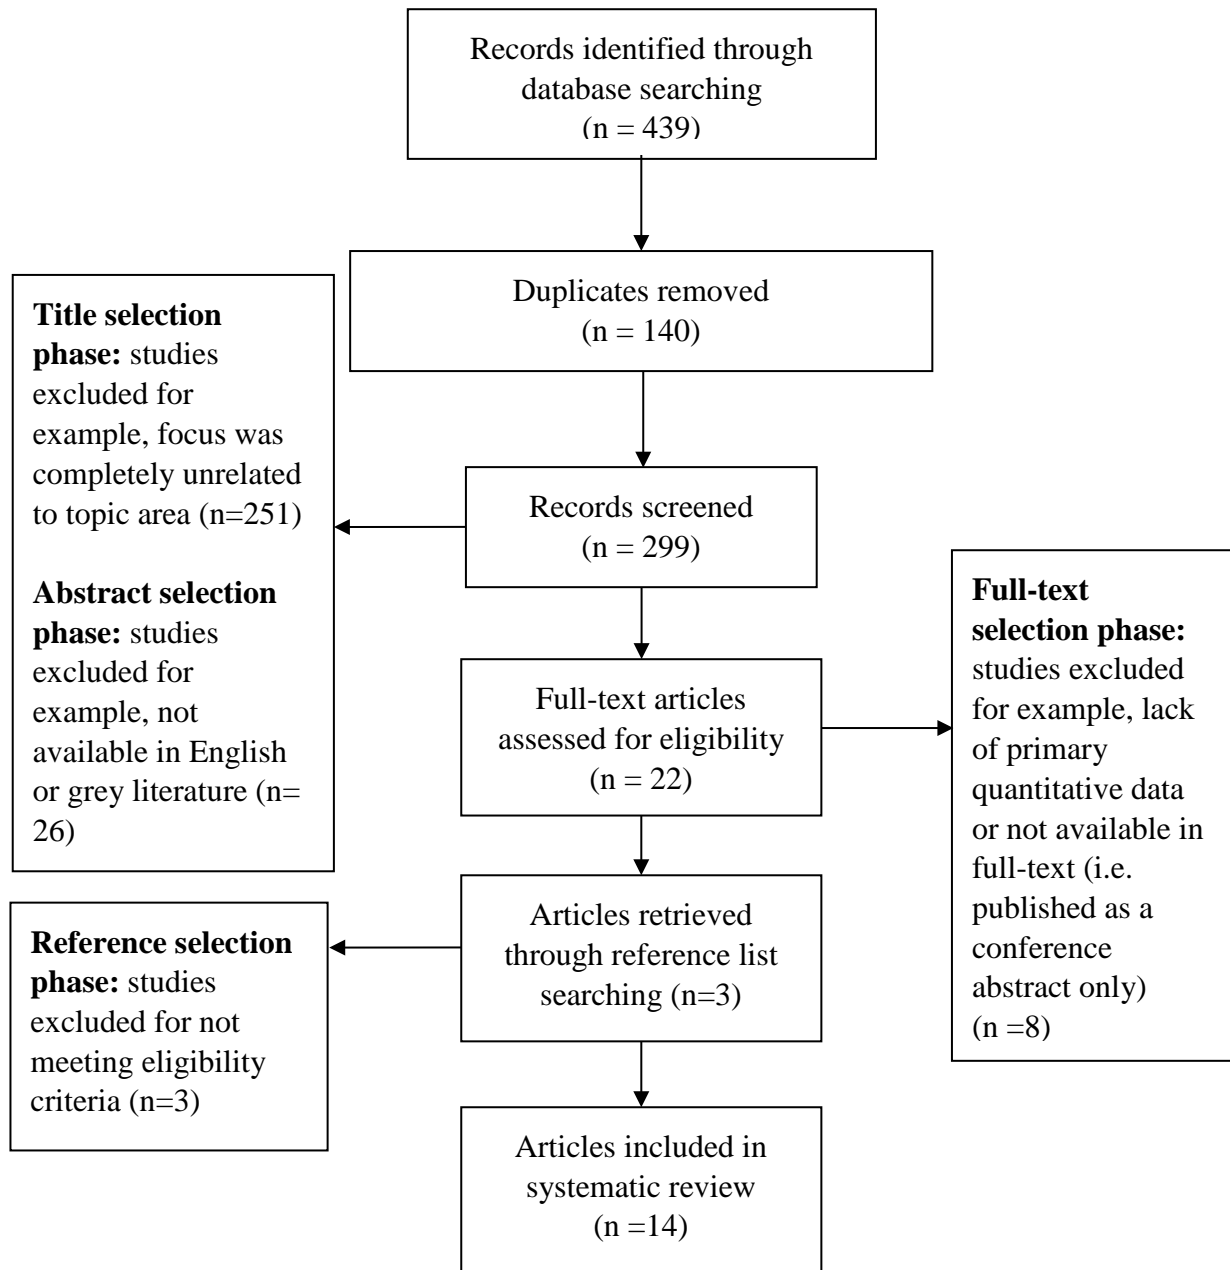 Records identified through
database searching
(n = 439)
Duplicates removed
(n = 140)
Title selection
phase: studies
excluded for
example, focus was
completely unrelated
to topic area (n=251)
Abstract selection
phase: studies
excluded for
example, not
available in English
or grey literature (n=
26)
Records screened
(n = 299)
Full-text articles
assessed for eligibility
(n = 22)
Full-text
selection phase:
studies excluded
for example, lack
of primary
quantitative data
or not available in
full-text (i.e.
published as a
conference
abstract only)
(n =8)
Articles retrieved
through reference list
searching (n=3)
Reference selection
phase: studies
excluded for not
meeting eligibility
criteria (n=3)
Articles included in
systematic review
(n =14)